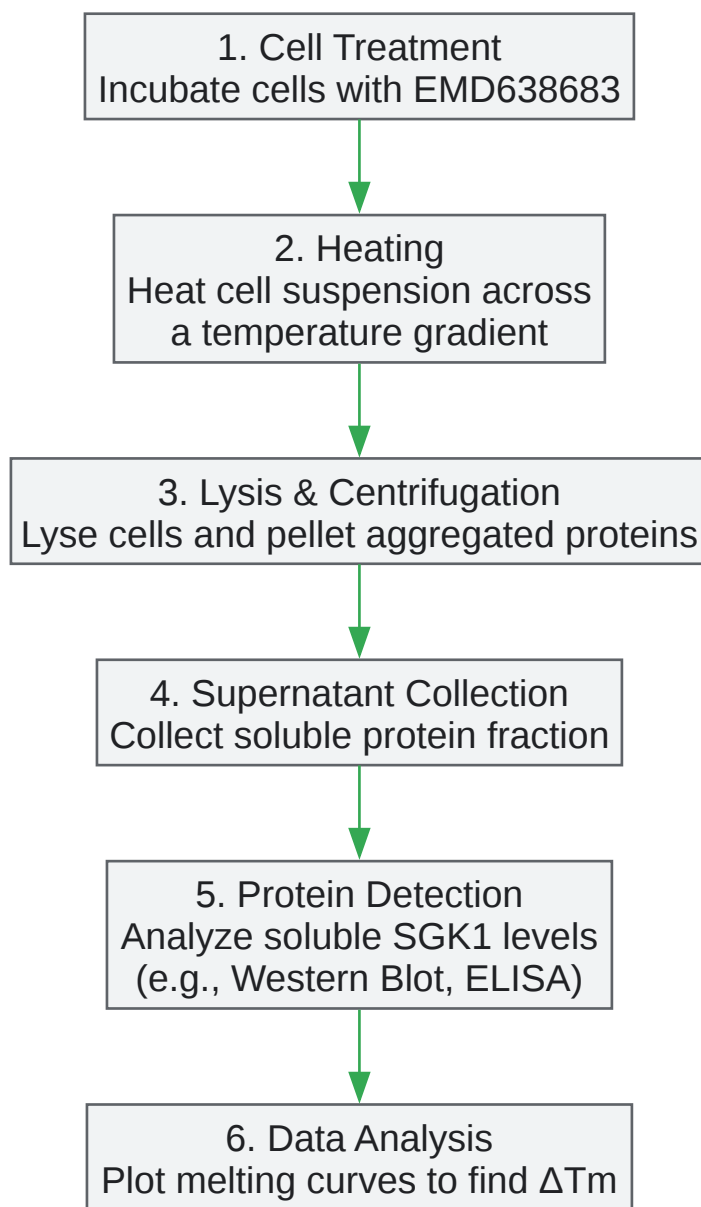 1. Cell Treatment
Incubate cells with EMD638683
2. Heating
Heat cell suspension across
a temperature gradient
3. Lysis & Centrifugation
Lyse cells and pellet aggregated proteins
4. Supernatant Collection
Collect soluble protein fraction
5. Protein Detection
Analyze soluble SGK1 levels
(e.g., Western Blot, ELISA)
6. Data Analysis
Plot melting curves to find ΔTm